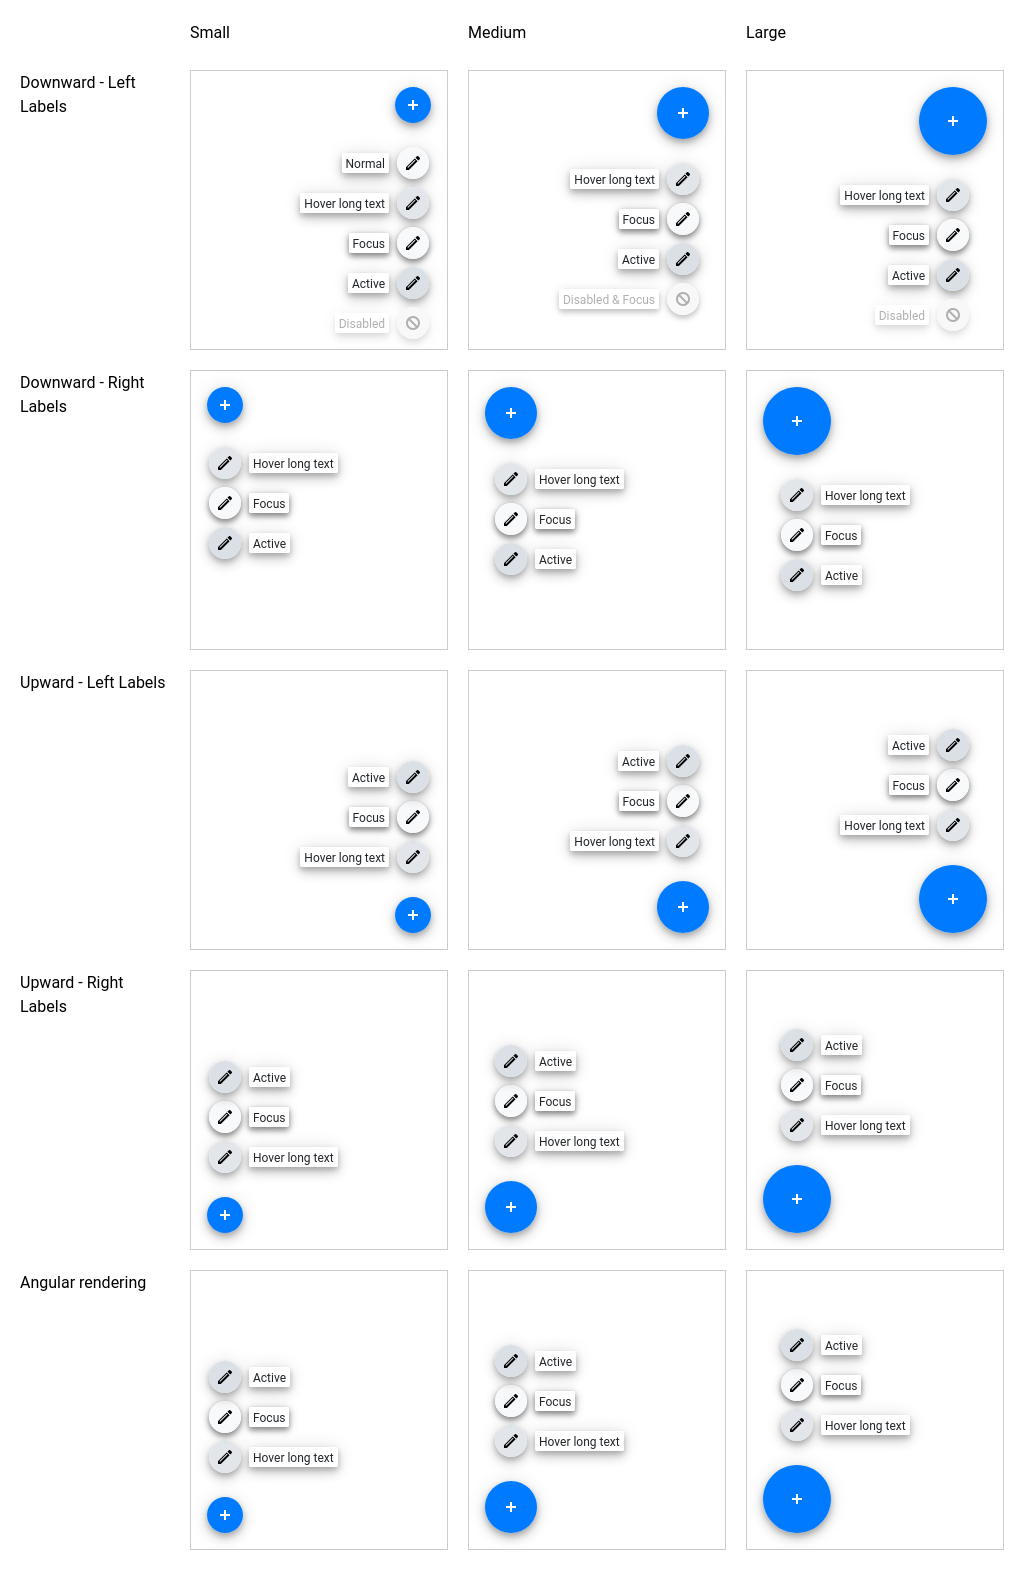 Small
Medium
Large
Downward - Left
Labels
Normal
Hover long text
Focus
Active
Disabled
Hover long text
Focus
Active
Disabled & Focus
Hover long text
Focus
Active
Disabled
Downward - Right
Labels
Hover long text
Focus
Active
Hover long text
Focus
Active
Hover long text
Focus
Active
Upward - Left Labels
Active
Focus
Hover long text
Active
Focus
Hover long text
Active
Focus
Hover long text
Upward - Right
Labels
Active
Focus
Hover long text
Active
Focus
Hover long text
Active
Focus
Hover long text
Angular rendering
Active
Focus
Hover long text
Active
Focus
Hover long text
Active
Focus
Hover long text